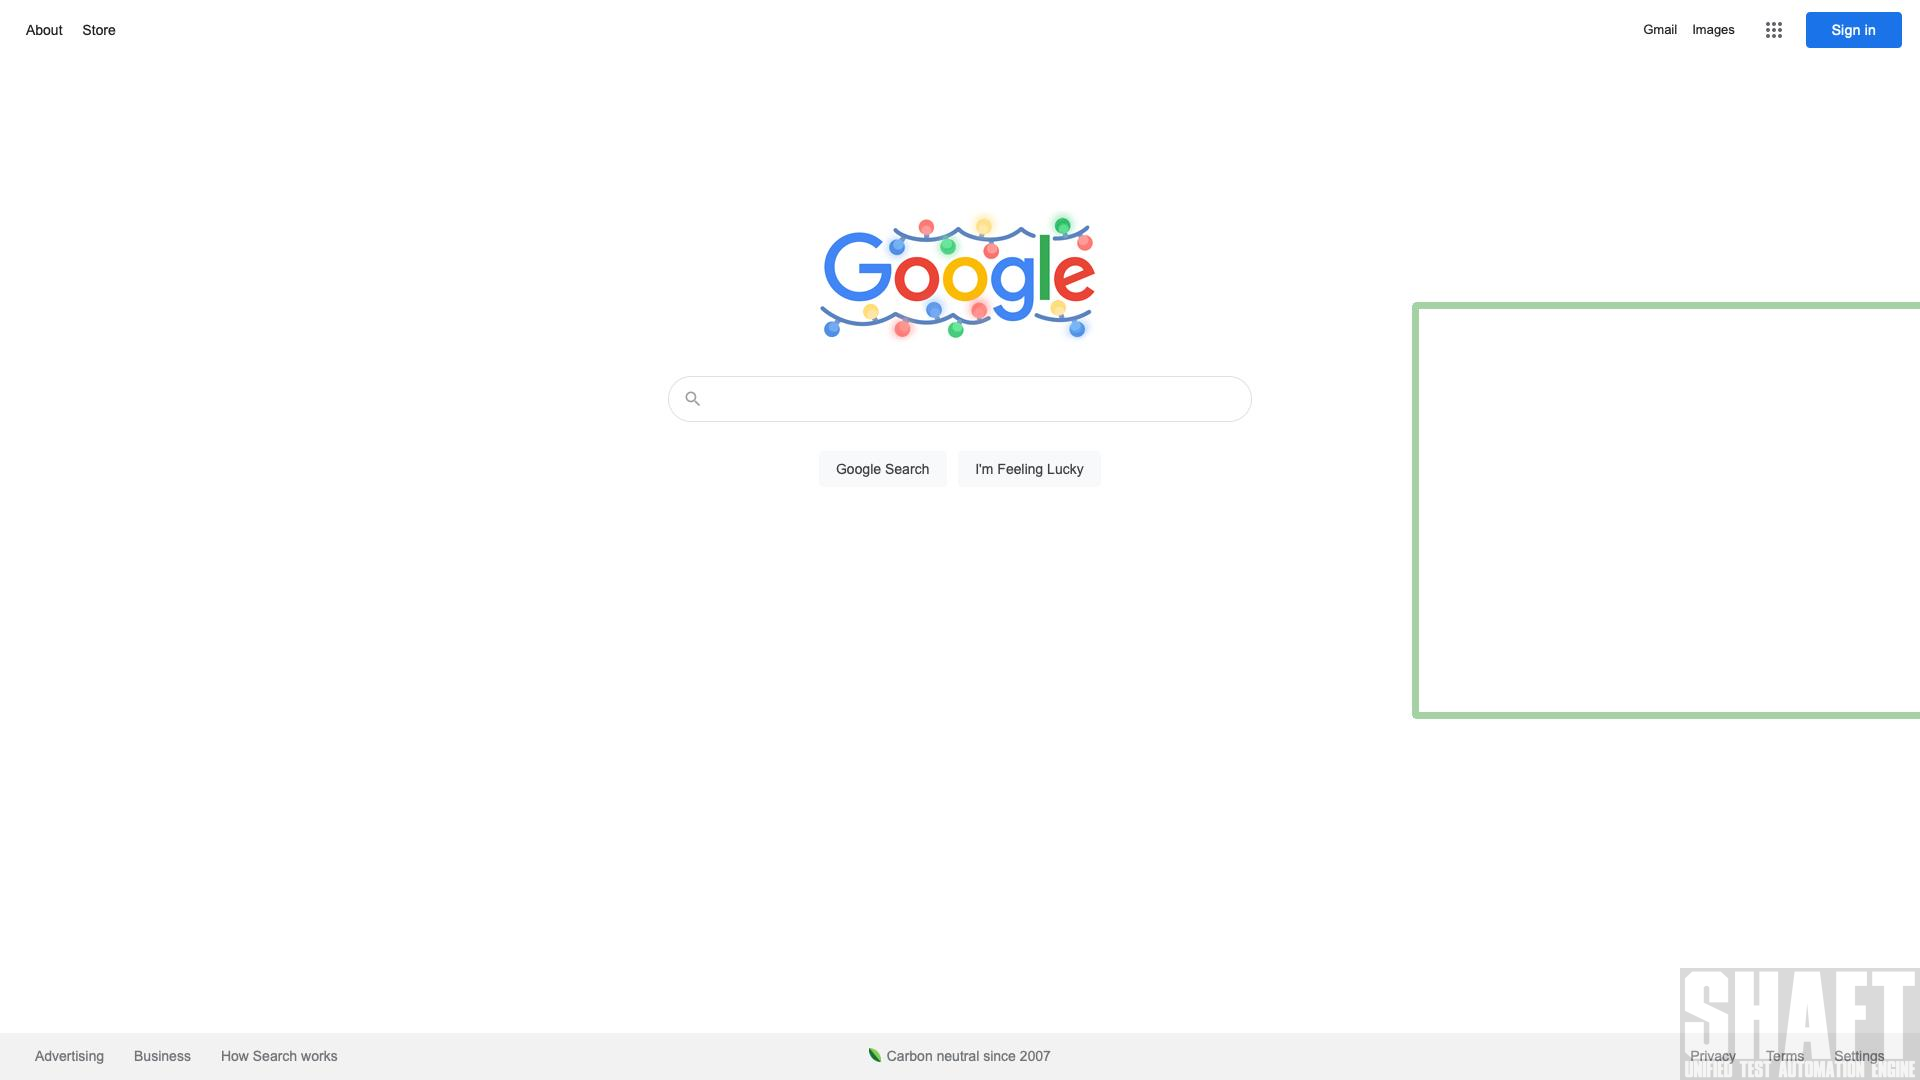 About Store
Gmail Images Sign in
Google
Google Search I'm Feeling Lucky
Advertising Business How Search works
Carbon neutral since 2007
Privacy Terms Settings
SHAFT
UNIFIED TEST AUTOMATION ENGINE